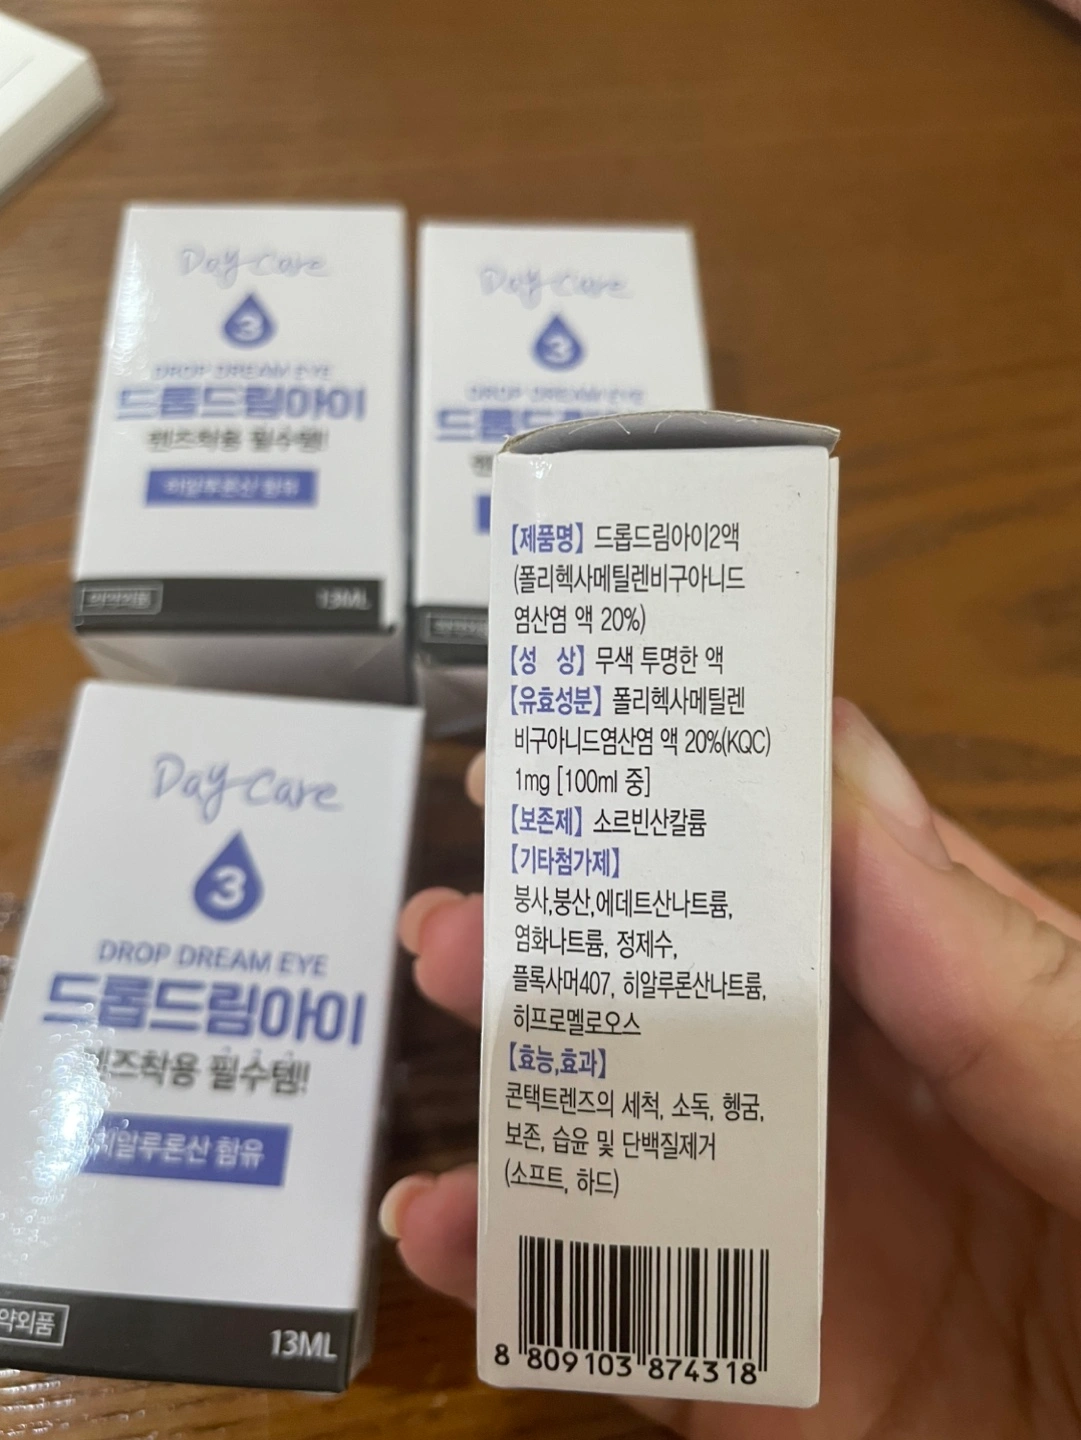 Day Care
3
DROP DREAM EYE
드롭드림아이
렌즈착용 필수템!
히알루론산 함유
의약외품
13ML
Day Care
3
DROP DREAM EYE
Day Care
3
DROP DREAM EYE
드롭드림아이
렌즈착용 필수템!
히알루론산 함유
약외품
13ML
【제품명】 드롭드림아이2액
(폴리헥사메틸렌비구아니드
염산염 액 20%)
【성 상】 무색 투명한 액
【유효성분】 폴리헥사메틸렌
비구아니드염산염 액 20%(KQC)
1mg [100ml 중]
【보존제】 소르빈산칼륨
【기타첨가제】
붕사,붕산,에데트산나트륨,
염화나트륨, 정제수,
플록사머407, 히알루론산나트륨,
히프로멜로오스
【효능,효과】
콘택트렌즈의 세척, 소독, 헹굼,
보존, 습윤 및 단백질제거
(소프트, 하드)
8 809103 874318